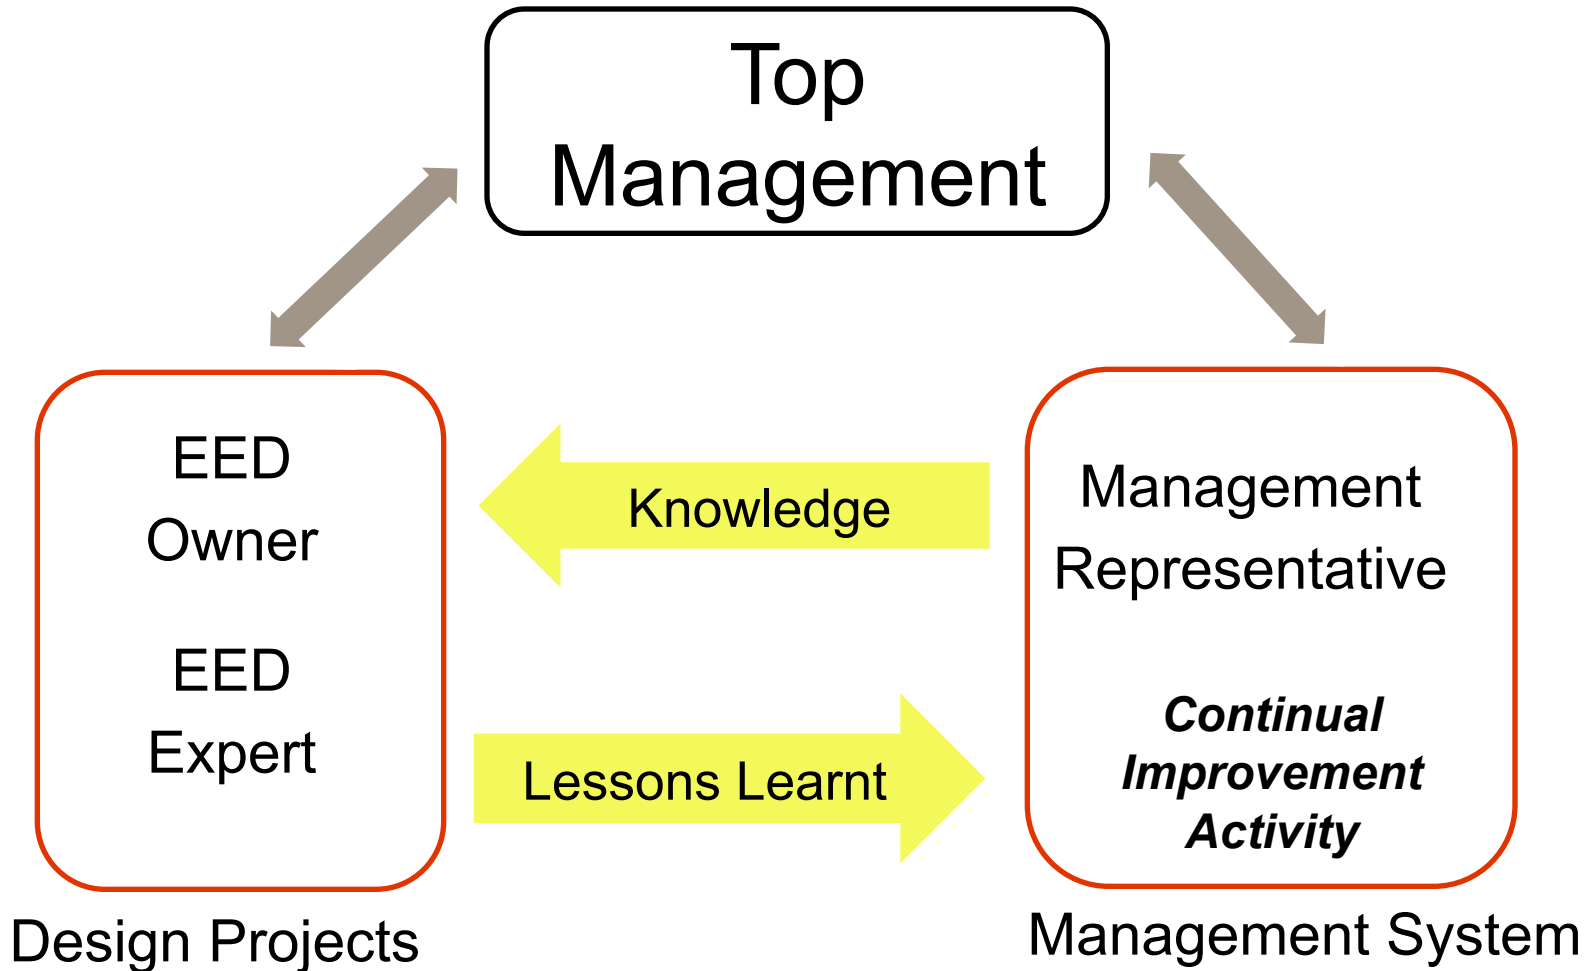 Top
Management
EED
Owner
EED
Expert
Design Projects
Knowledge
Lessons Learnt
Management
Representative
Continual
Improvement
Activity
Management System